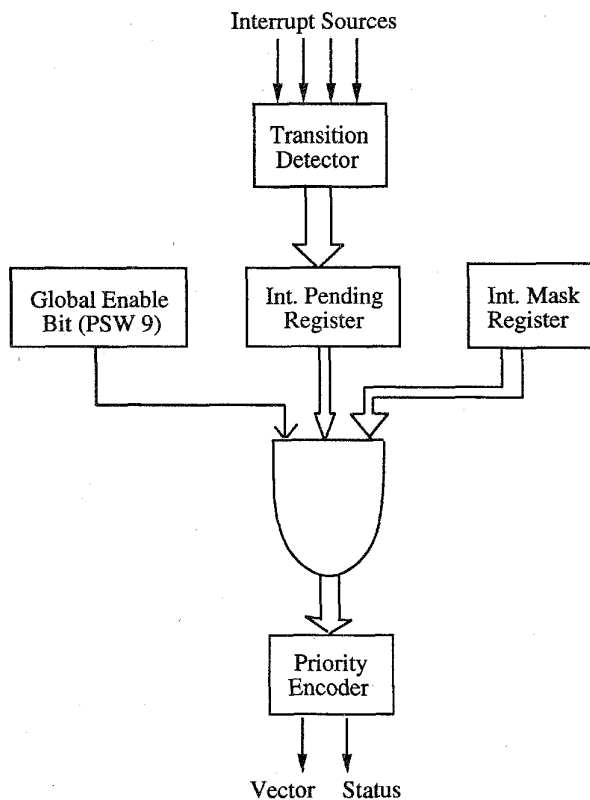 Interrupt Sources
Transition
Detector
Global Enable
Bit (PSW 9)
Int. Pending
Register
Int. Mask
Register
Priority
Encoder
Vector Status